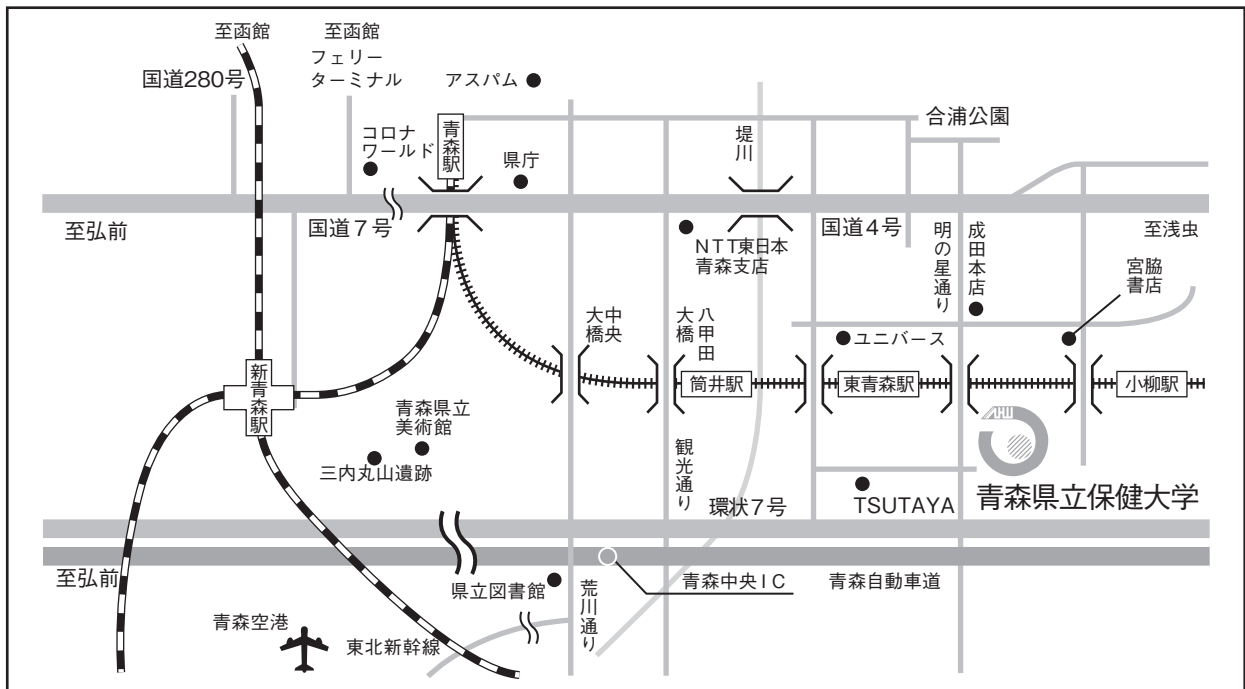 至函館
至函館
フェリー
ターミナル
国道280号
アスパム
コロナ
ワールド
青森駅
県庁
堤川
合浦公園
至弘前
国道7号
NTT東日本
青森支店
国道4号
明の星通り
成田本店
至浅虫
宮脇
書店
中央
大橋
八甲田
大橋
ユニバース
新青森駅
筒井駅
東青森駅
小柳駅
青森県立
美術館
三内丸山遺跡
観光通り
環状7号
TSUTAYA
AHU
青森県立保健大学
至弘前
県立図書館
荒川通り
青森中央IC
青森自動車道
青森空港
東北新幹線